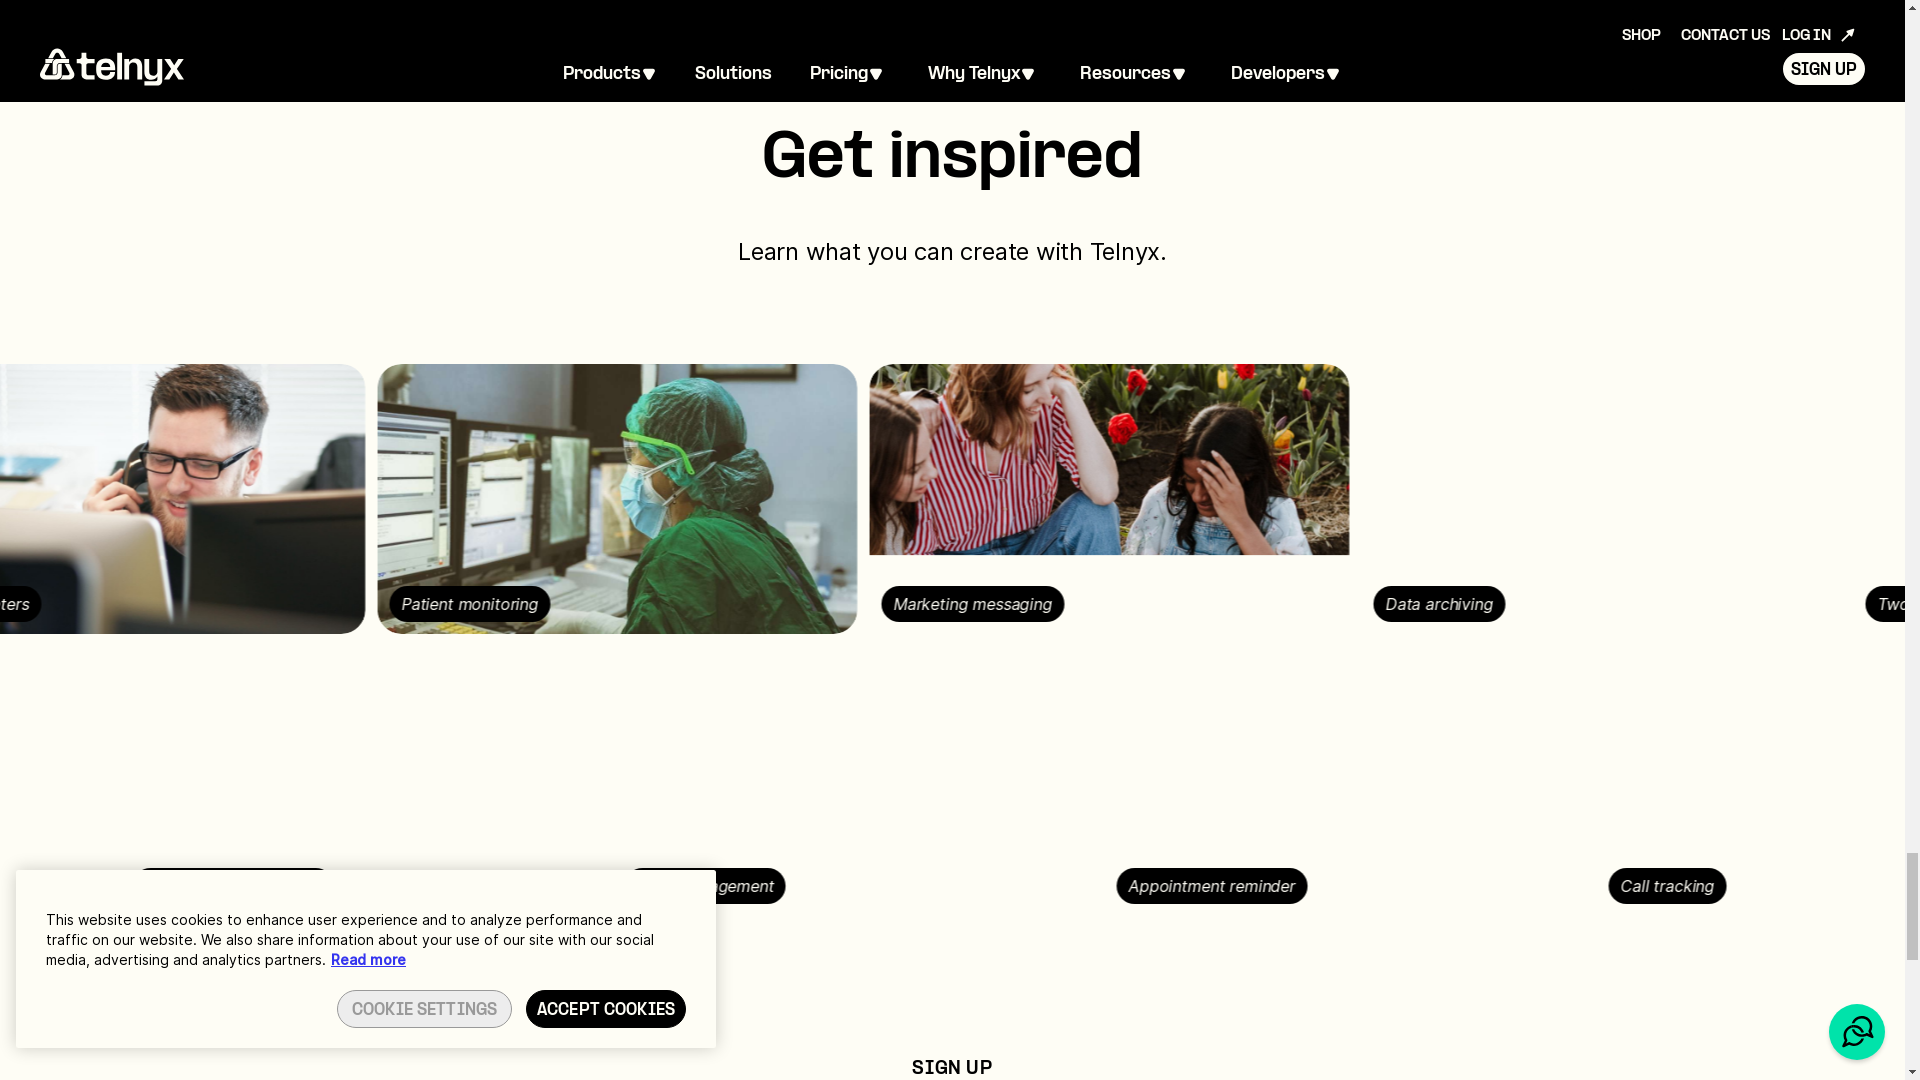 SHOP CONTACT US LOG IN
telnyx
Products Solutions Pricing Why Telnyx Resources Developers
SIGN UP
Get inspired
Learn what you can create with Telnyx.
Patient monitoring
Marketing messaging
Data archiving
Appointment reminder
Call tracking
This website uses cookies to enhance user experience and to analyze performance and
traffic on our website. We also share information about your use of our site with our social
media, advertising and analytics partners. Read more
COOKIE SETTINGS ACCEPT COOKIES
SIGN UP